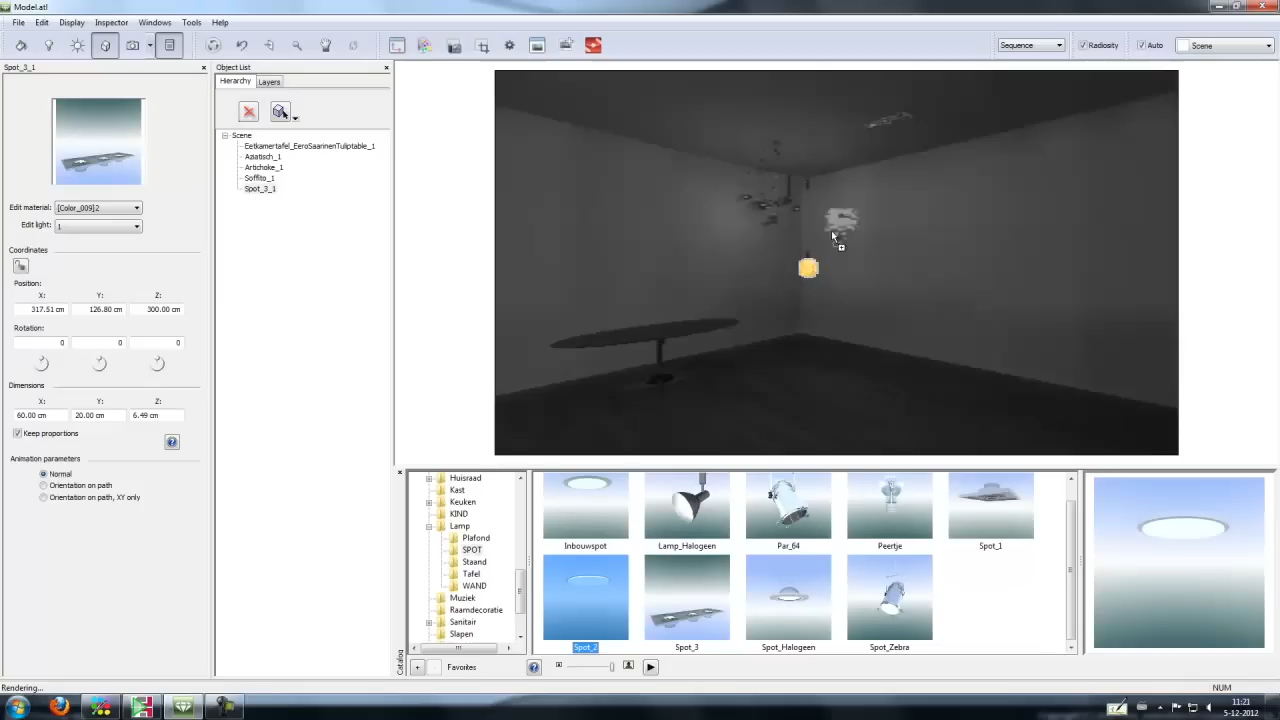 Model.atl
File Edit Display Inspector Windows Tools Help
Sequence Radiosity Auto Scene
Spot_3_1
Object List
Hierarchy Layers
Scene
Eetkamertafel_EeroSaarinenTuliptable_1
Aziatisch_1
Artichoke_1
Soffito_1
Spot_3_1
Edit material: [Color_009]2
Edit light: 1
Coordinates
Position:
X: Y: Z:
317.51 cm 126.80 cm 300.00 cm
Rotation:
0 0 0
Dimensions
X: Y: Z:
60.00 cm 20.00 cm 6.49 cm
Keep proportions
Animation parameters
Normal
Orientation on path
Orientation on path, XY only
Catalog
Huisraad
Kast
Keuken
KIND
Lamp
Plafond
SPOT
Staand
Tafel
WAND
Muziek
Raamdecoratie
Sanitair
Slapen
Inbouwspot Lamp_Halogeen Par_64 Peertje Spot_1
Spot_2 Spot_3 Spot_Halogeen Spot_Zebra
Favorites
Rendering... NUM
11:21
5-12-2012